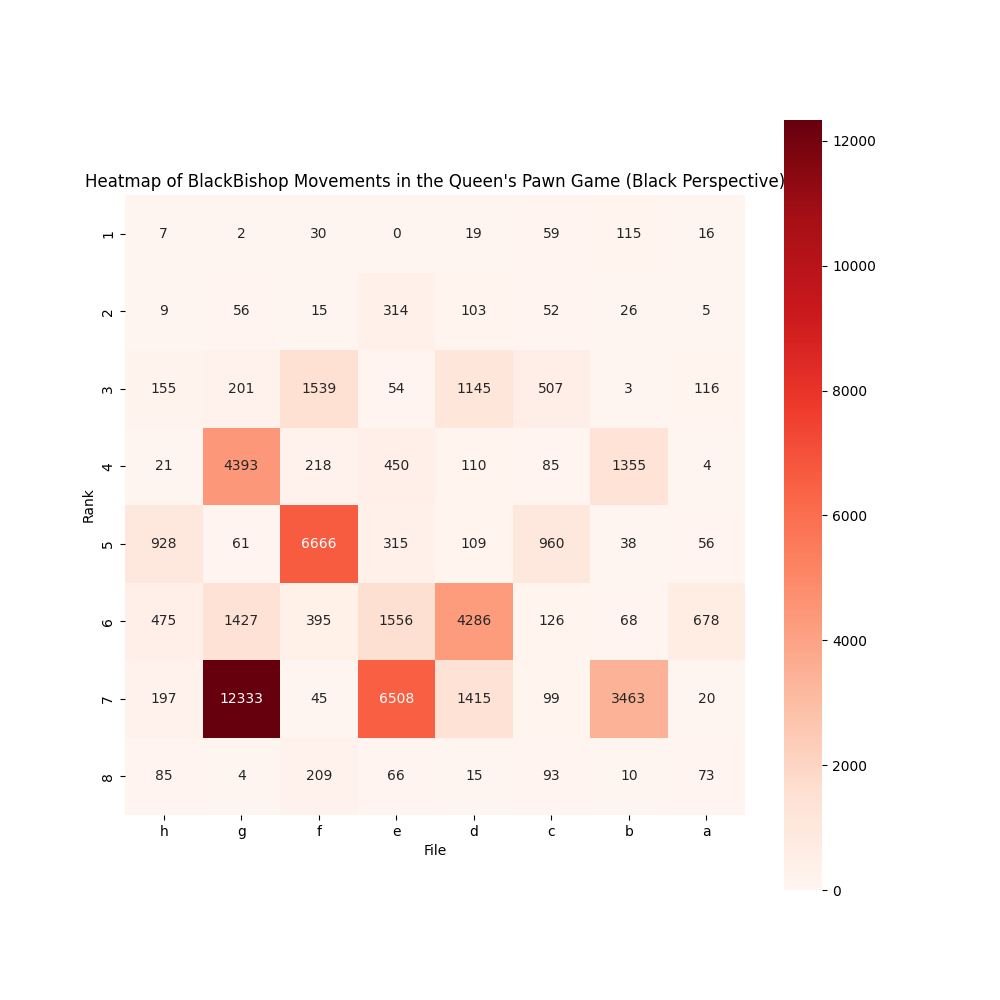 Heatmap of BlackBishop Movements in the Queen's Pawn Game (Black Perspective)
1 7 2 30 0 19 59 115 16
2 9 56 15 314 103 52 26 5
3 155 201 1539 54 1145 507 3 116
4 21 4393 218 450 110 85 1355 4
Rank
5 928 61 6666 315 109 960 38 56
6 475 1427 395 1556 4286 126 68 678
7 197 12333 45 6508 1415 99 3463 20
8 85 4 209 66 15 93 10 73
h g f e d c b a
File
12000
10000
8000
6000
4000
2000
0